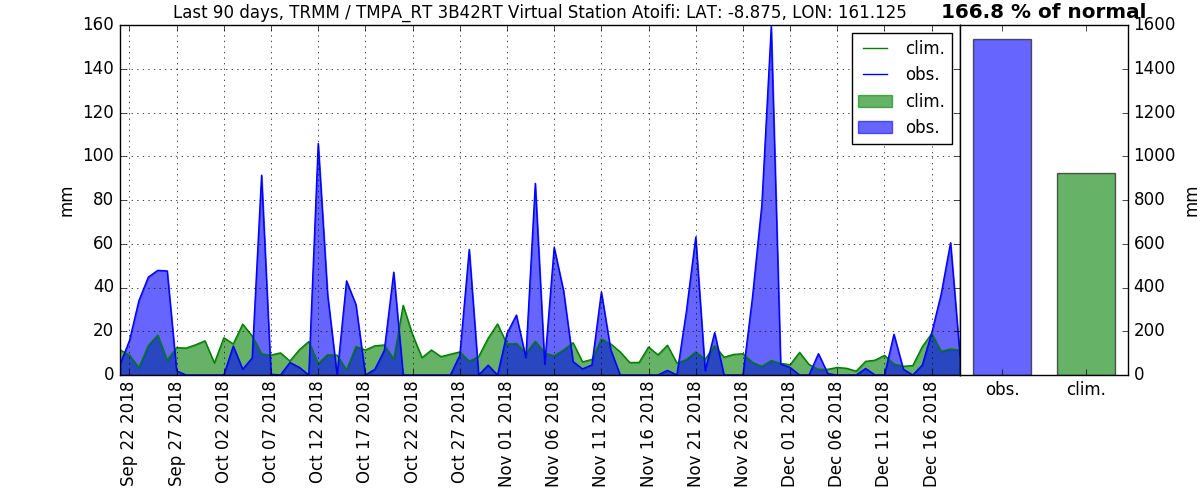 Last 90 days, TRMM / TMPA_RT 3B42RT Virtual Station Atoifi: LAT: -8.875, LON: 161.125
166.8 % of normal
160
140
120
100
80
60
40
20
0
mm
clim.
obs.
clim.
obs.
1600
1400
1200
1000
800
600
400
200
0
mm
Sep 22 2018
Sep 27 2018
Oct 02 2018
Oct 07 2018
Oct 12 2018
Oct 17 2018
Oct 22 2018
Oct 27 2018
Nov 01 2018
Nov 06 2018
Nov 11 2018
Nov 16 2018
Nov 21 2018
Nov 26 2018
Dec 01 2018
Dec 06 2018
Dec 11 2018
Dec 16 2018
obs.
clim.